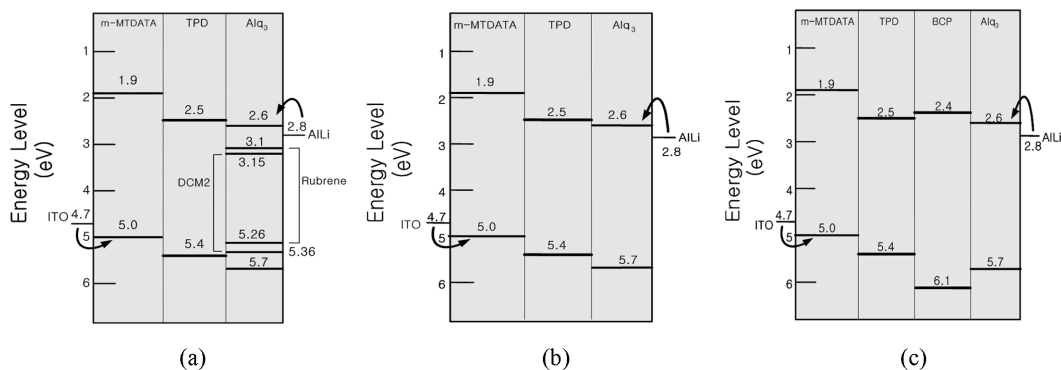 m-MTDATA TPD Alq3
1
2
3
4
5
6
Energy Level
(eV)
1.9
2.5
2.6
2.8
AlLi
3.1
3.15
DCM2
Rubrene
ITO
4.7
5.0
5.26
5.36
5.4
5.7
(a)
m-MTDATA TPD Alq3
1
2
3
4
5
6
Energy Level
(eV)
1.9
2.5
2.6
AlLi
2.8
ITO
4.7
5.0
5.4
5.7
(b)
m-MTDATA TPD BCP Alq3
1
2
3
4
5
6
Energy Level
(eV)
1.9
2.5
2.4
2.6
AlLi
2.8
ITO
4.7
5.0
5.4
6.1
5.7
(c)